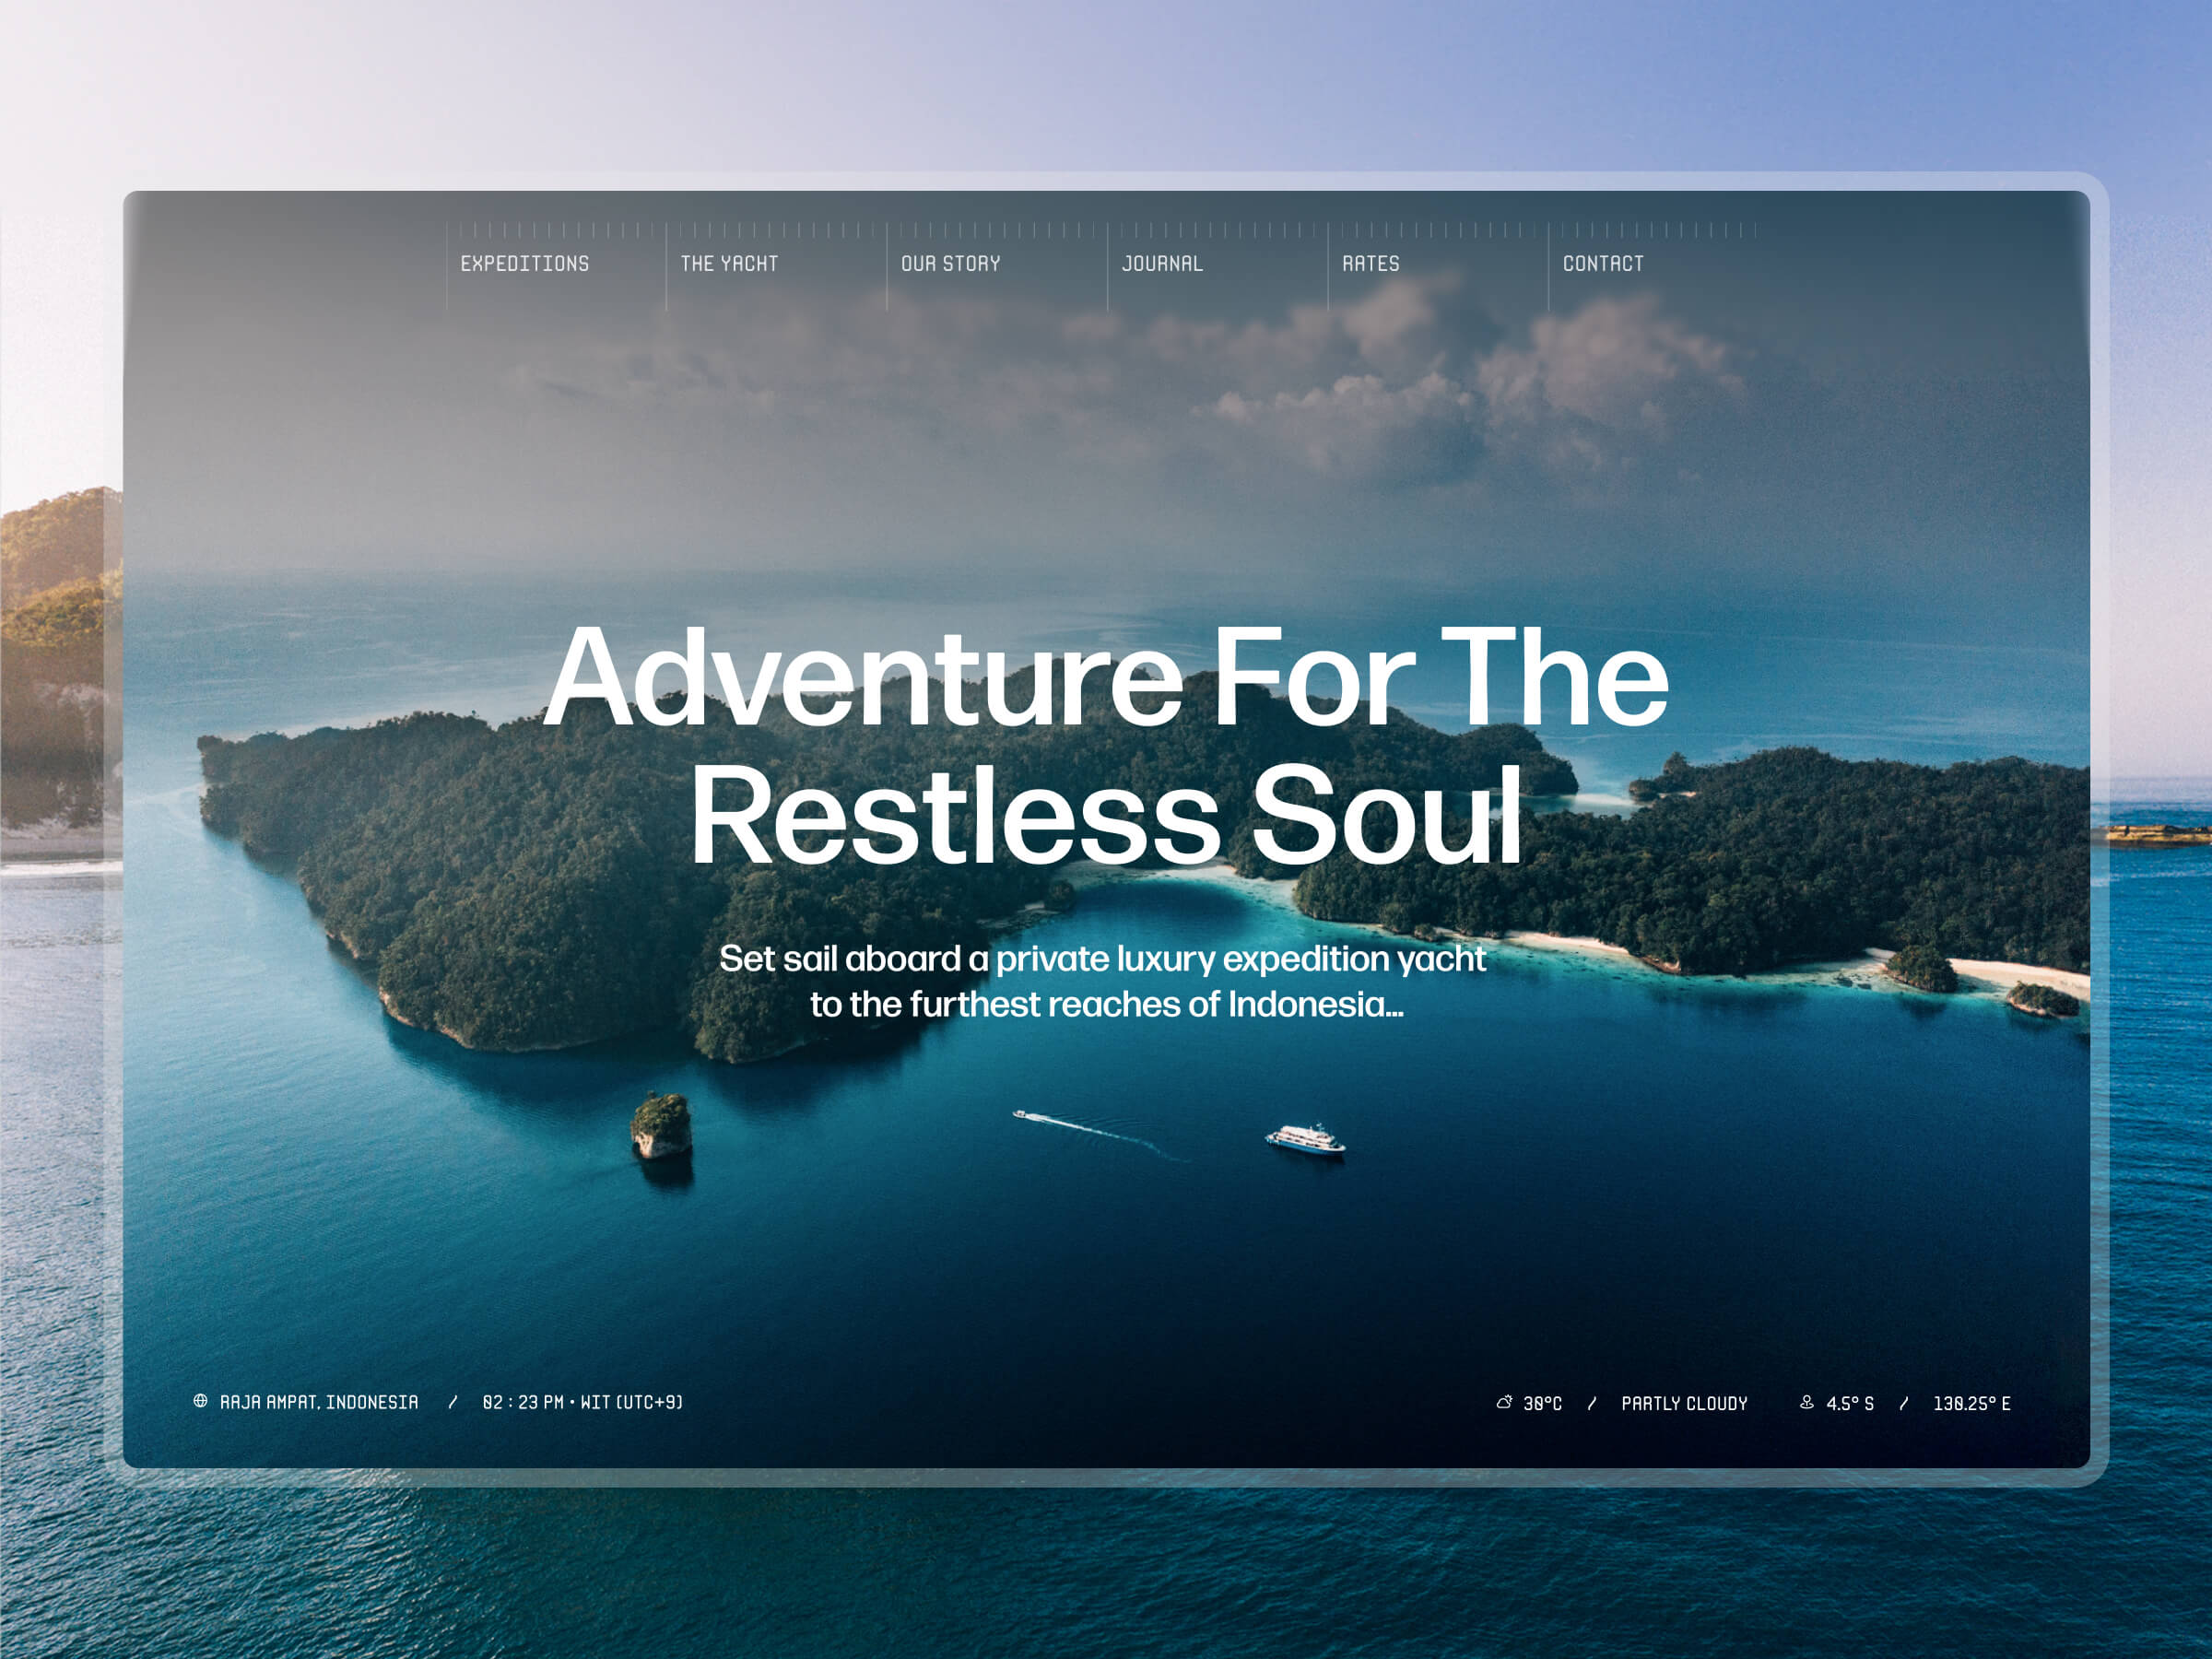 EXPEDITIONS
THE YACHT
OUR STORY
JOURNAL
RATES
CONTACT
Adventure For The
Restless Soul
Set sail aboard a private luxury expedition yacht
to the furthest reaches of Indonesia...
RAJA AMPAT, INDONESIA / 02 : 23 PM • WIT (UTC+9)
30°C / PARTLY CLOUDY 4.5° S / 130.25° E